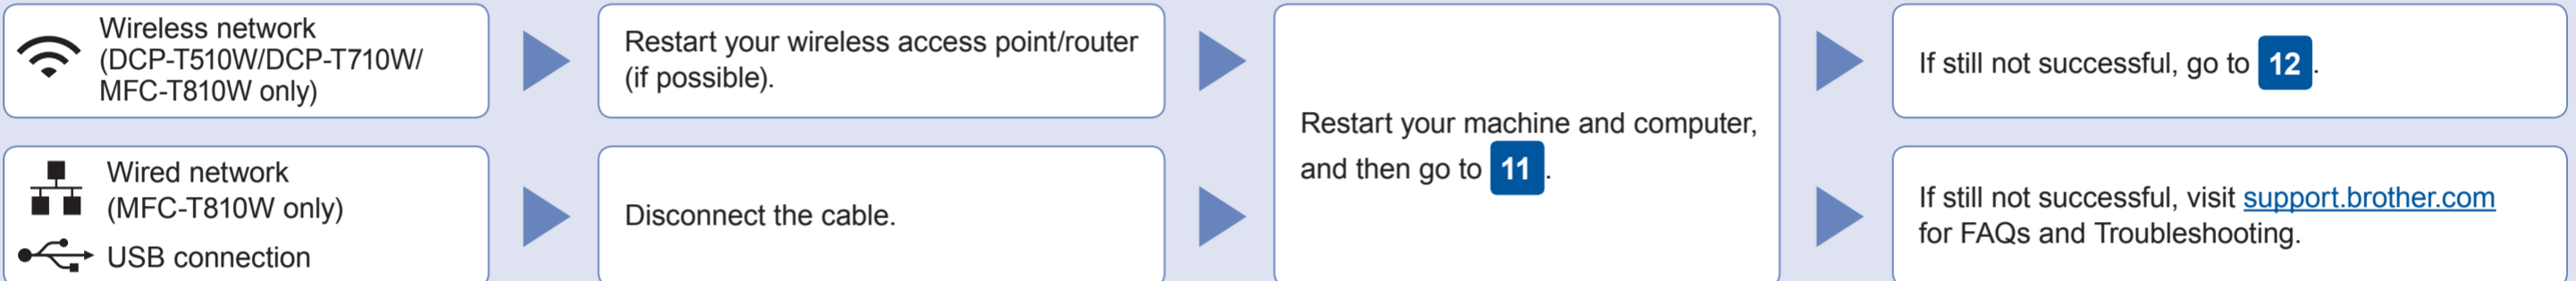 Wireless network
(DCP-T510W/DCP-T710W/
MFC-T810W only)
Restart your wireless access point/router
(if possible).
Wired network
(MFC-T810W only)
USB connection
Disconnect the cable.
Restart your machine and computer,
and then go to 11.
If still not successful, go to 12.
If still not successful, visit support.brother.com
for FAQs and Troubleshooting.